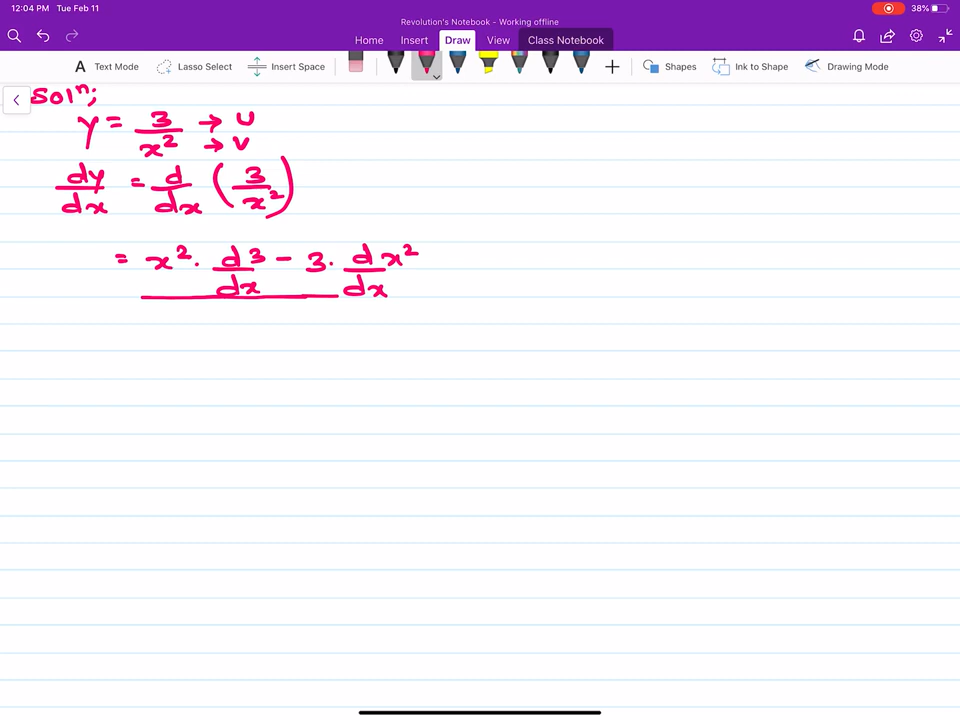 12:04 PM Tue Feb 11
38%
Revolution's Notebook - Working offline
Home Insert Draw View Class Notebook
Text Mode Lasso Select Insert Space Shapes Ink to Shape Drawing Mode
Solⁿ;
y = 3/x² → u → v
dy/dx = d/dx (3/x²)
= x² · d3/dx - 3 · d/dx x²